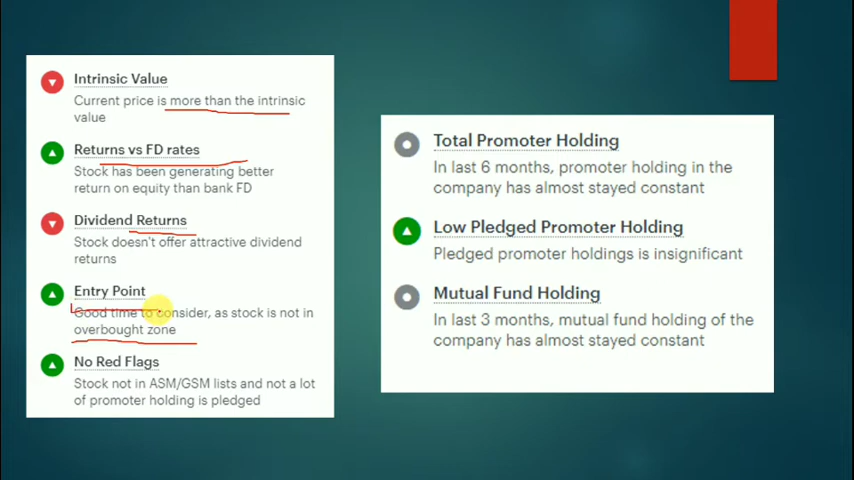 Intrinsic Value
Current price is more than the intrinsic
value
Returns vs FD rates
Stock has been generating better
return on equity than bank FD
Dividend Returns
Stock doesn't offer attractive dividend
returns
Entry Point
Good time to consider, as stock is not in
overbought zone
No Red Flags
Stock not in ASM/GSM lists and not a lot
of promoter holding is pledged
Total Promoter Holding
In last 6 months, promoter holding in the
company has almost stayed constant
Low Pledged Promoter Holding
Pledged promoter holdings is insignificant
Mutual Fund Holding
In last 3 months, mutual fund holding of the
company has almost stayed constant